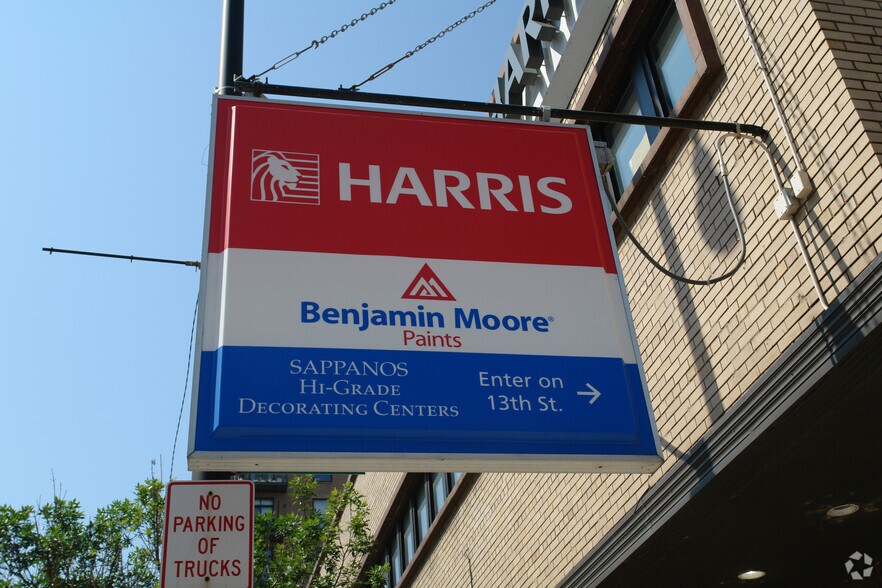 HARRIS
Benjamin Moore®
Paints
SAPPANOS
HI-GRADE
DECORATING CENTERS
Enter on
13th St. →
NO
PARKING
OF
TRUCKS